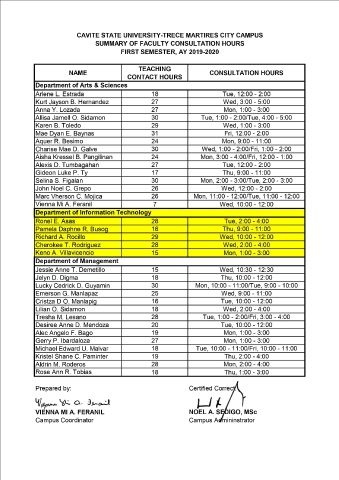 CAVITE STATE UNIVERSITY-TRECE MARTIRES CITY CAMPUS
SUMMARY OF FACULTY CONSULTATION HOURS
FIRST SEMESTER, AY 2019-2020
NAME TEACHING CONTACT HOURS CONSULTATION HOURS
Department of Arts & Sciences
Arlene L. Estrada 18 Tue, 12:00 - 2:00
Kurt Jayson B. Hernandez 27 Wed, 3:00 - 5:00
Anna Y. Lozada 27 Mon, 1:00 - 3:00
Allisa Jamell O. Sidamon 30 Tue, 1:00 - 2:00/Tue, 4:00 - 5:00
Karen B. Toledo 29 Wed, 1:00 - 3:00
Mae Dyan E. Baynas 31 Fri, 12:00 - 2:00
Aquer R. Besimo 24 Mon, 9:00 - 11:00
Charise Mae D. Galve 30 Wed, 1:00 - 2:00/Fri, 1:00 - 2:00
Aisha Kressel B. Pangilinan 24 Mon, 3:00 - 4:00/Fri, 12:00 - 1:00
Alexis D. Tumbagahan 27 Tue, 12:00 - 2:00
Gideon Luke P. Ty 17 Thu, 9:00 - 11:00
Selina S. Figalan 30 Mon, 2:00 - 3:00/Tue, 2:00 - 3:00
John Noel C. Grepo 26 Wed, 12:00 - 2:00
Marc Vherson C. Mojica 26 Mon, 11:00 - 12:00/Tue, 11:00 - 12:00
Vienna Mi A. Feranil 7 Wed, 10:00 - 12:00
Department of Information Technology
Ronel E. Asas 28 Tue, 2:00 - 4:00
Pamela Daphne R. Busog 16 Thu, 9:00 - 11:00
Richard A. Rocillo 29 Wed, 10:00 - 12:00
Cherokee T. Rodriguez 28 Wed, 2:00 - 4:00
Keno A. Villavicencio 15 Mon, 1:00 - 3:00
Department of Management
Jessie Anne T. Demetillo 15 Wed, 10:30 - 12:30
Jelyn D. Digma 18 Thu, 10:00 - 12:00
Lucky Cedrick D. Guyamin 30 Mon, 10:00 - 11:00/Tue, 9:00 - 10:00
Emerson G. Manlapaz 25 Wed, 9:00 - 11:00
Cristza D O. Manlapig 16 Tue, 10:00 - 12:00
Lilian O. Sidamon 18 Wed, 2:00 - 4:00
Tresha M. Lesano 28 Tue, 1:00 - 2:00/Fri, 3:00 - 4:00
Desiree Anne D. Mendoza 20 Tue, 10:00 - 12:00
Alec Angelo F. Bago 19 Mon, 1:00 - 3:00
Gerry P. Ibardaloza 27 Mon, 1:00 - 3:00
Michael Edward U. Malvar 18 Tue, 10:00 - 11:00/Fri, 10:00 - 11:00
Kristel Shane C. Paminter 19 Thu, 2:00 - 4:00
Aldrin M. Roderos 28 Mon, 2:00 - 4:00
Rose Ann R. Tobias 18 Thu, 1:00 - 3:00
Prepared by: Certified Correct:
VIENNA MI A. FERANIL NOEL A. SEDIGO, MSc
Campus Coordinator Campus Administrator